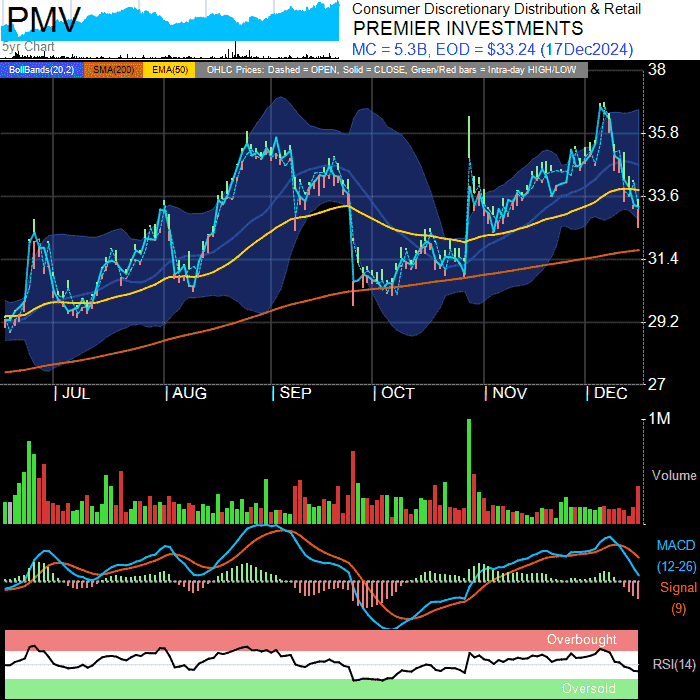 PMV
5yr Chart
Consumer Discretionary Distribution & Retail
PREMIER INVESTMENTS
MC = 5.3B, EOD = $33.24 (17Dec2024)
BollBands(20,2) SMA(200) EMA(50) OHLC Prices: Dashed = OPEN, Solid = CLOSE, Green/Red bars = Intra-day HIGH/LOW
38
35.8
33.6
31.4
29.2
27
| JUL | AUG | SEP | OCT | NOV | DEC
1M
Volume
MACD
(12-26)
Signal
(9)
Overbought
RSI(14)
Oversold